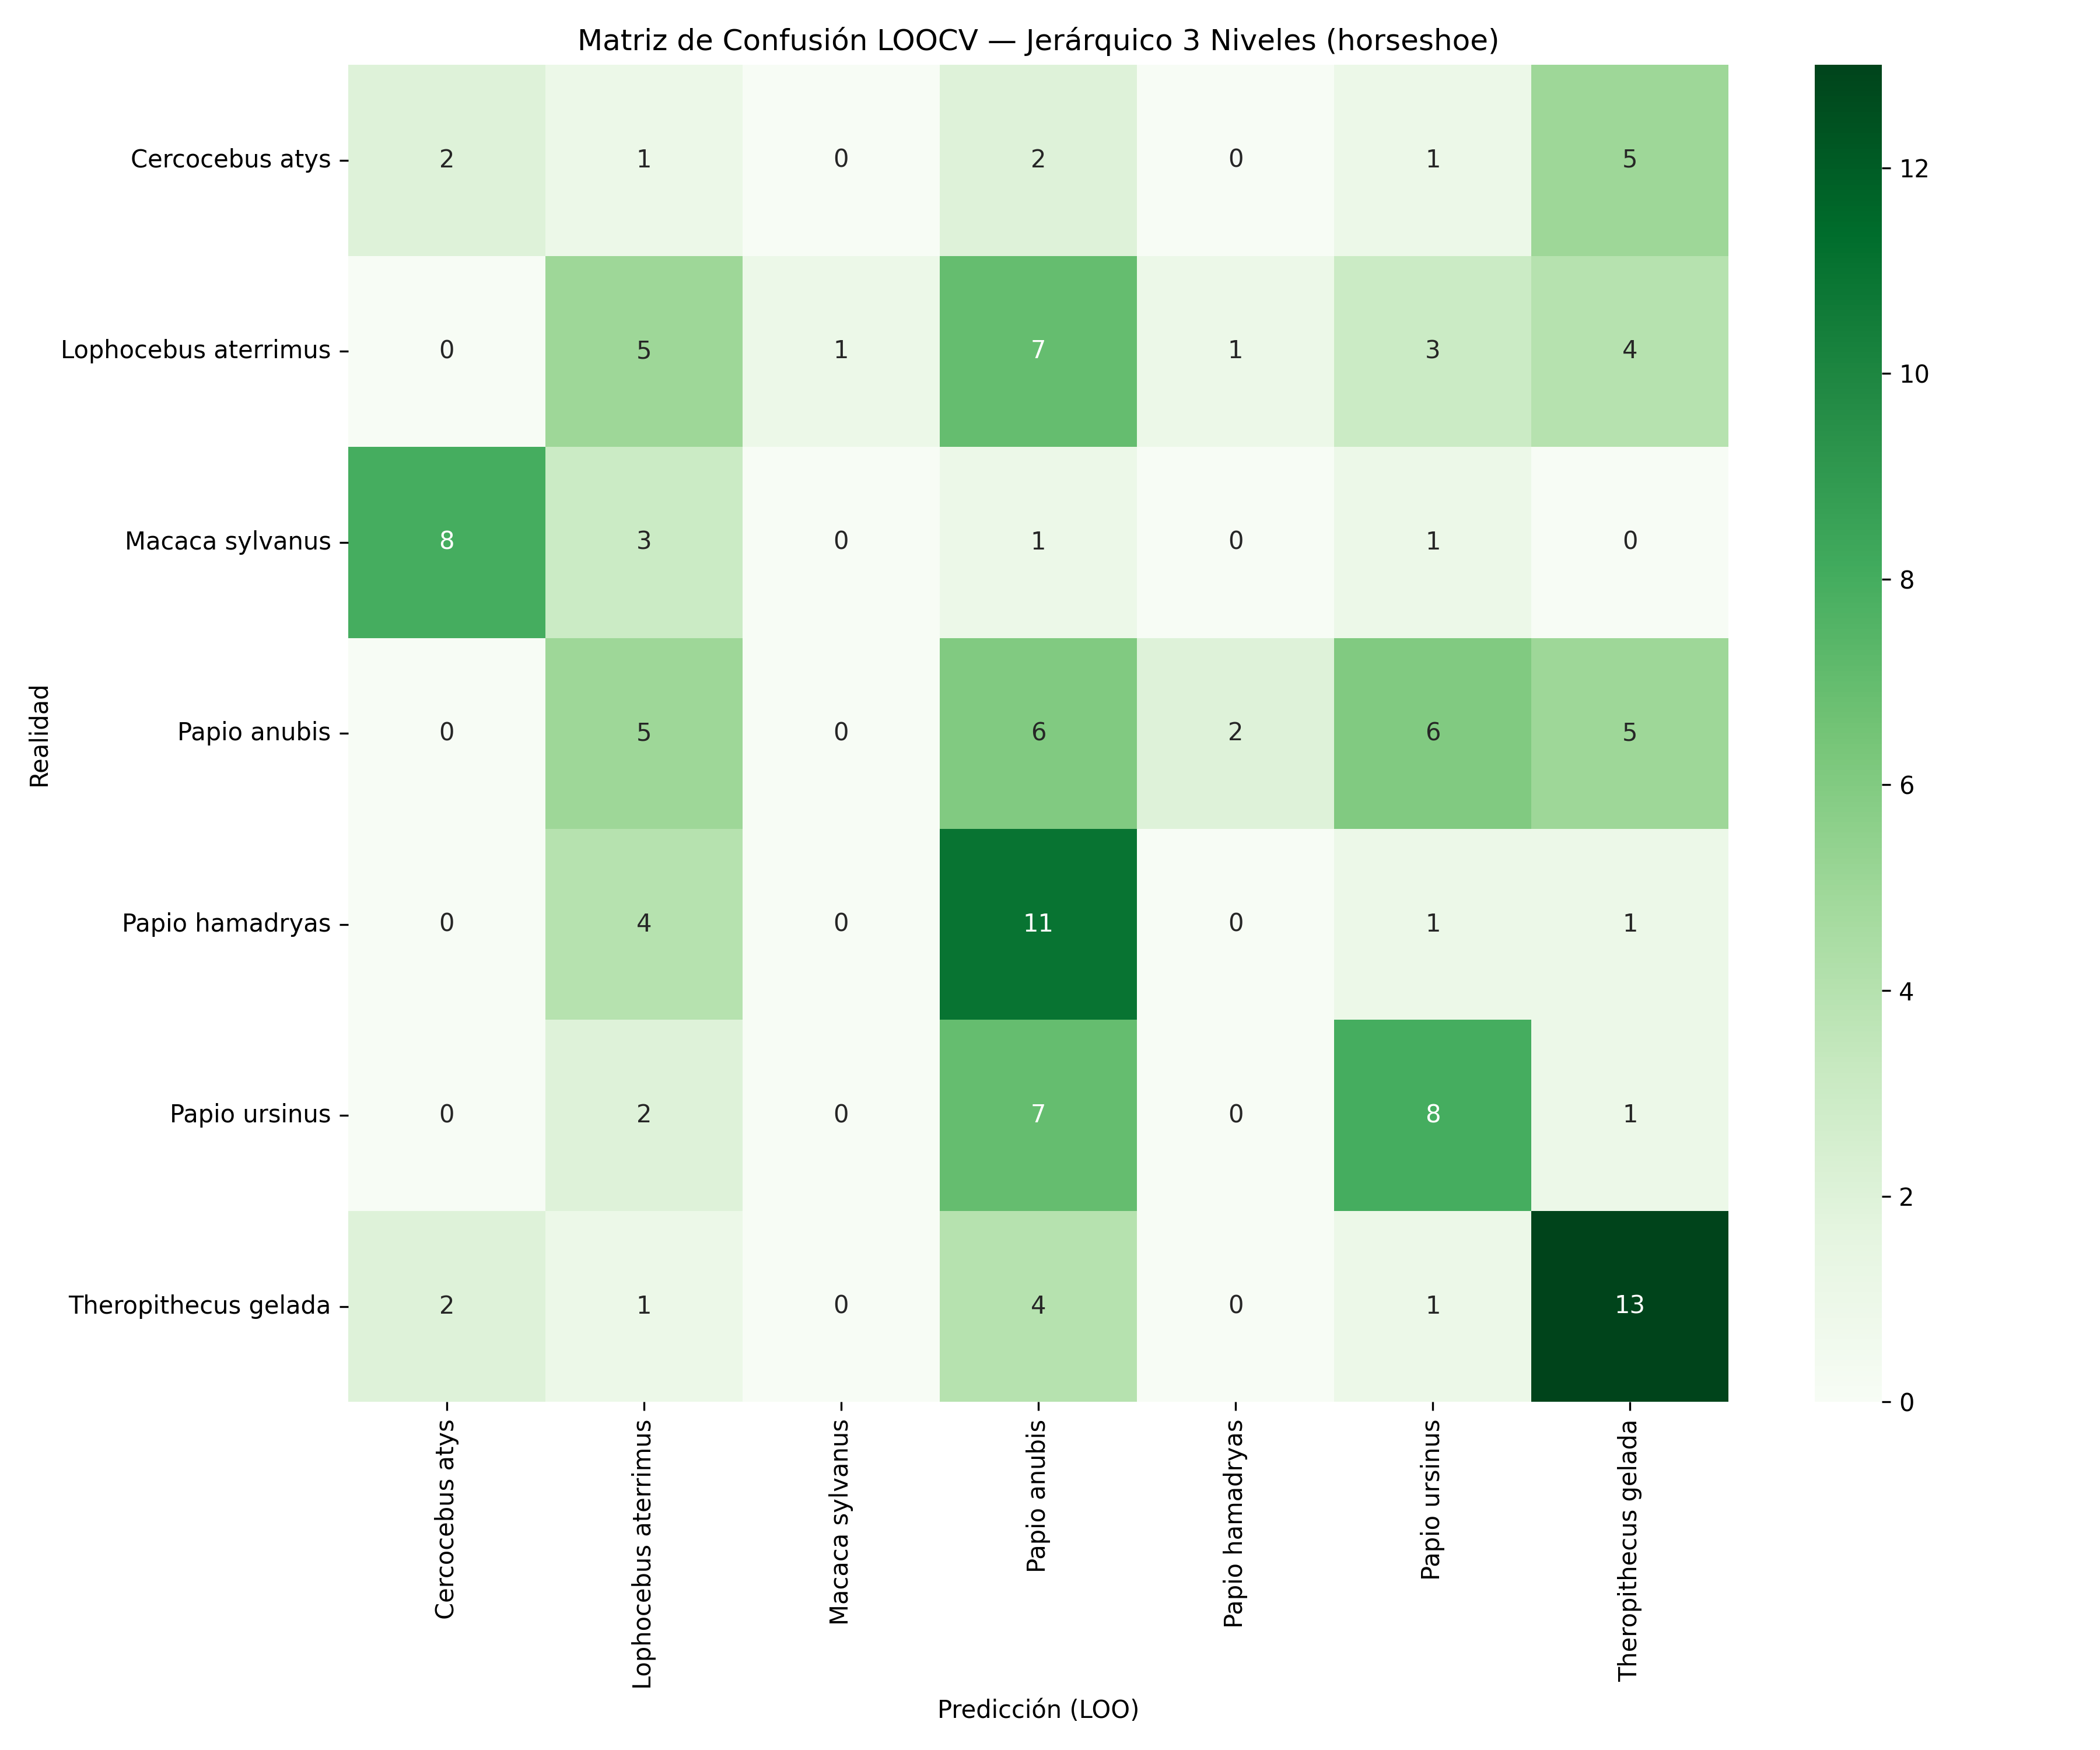 Matriz de Confusión LOOCV — Jerárquico 3 Niveles (horseshoe)
Realidad
Cercocebus atys 2 1 0 2 0 1 5
Lophocebus aterrimus 0 5 1 7 1 3 4
Macaca sylvanus 8 3 0 1 0 1 0
Papio anubis 0 5 0 6 2 6 5
Papio hamadryas 0 4 0 11 0 1 1
Papio ursinus 0 2 0 7 0 8 1
Theropithecus gelada 2 1 0 4 0 1 13
Cercocebus atys
Lophocebus aterrimus
Macaca sylvanus
Papio anubis
Papio hamadryas
Papio ursinus
Theropithecus gelada
Predicción (LOO)
12
10
8
6
4
2
0